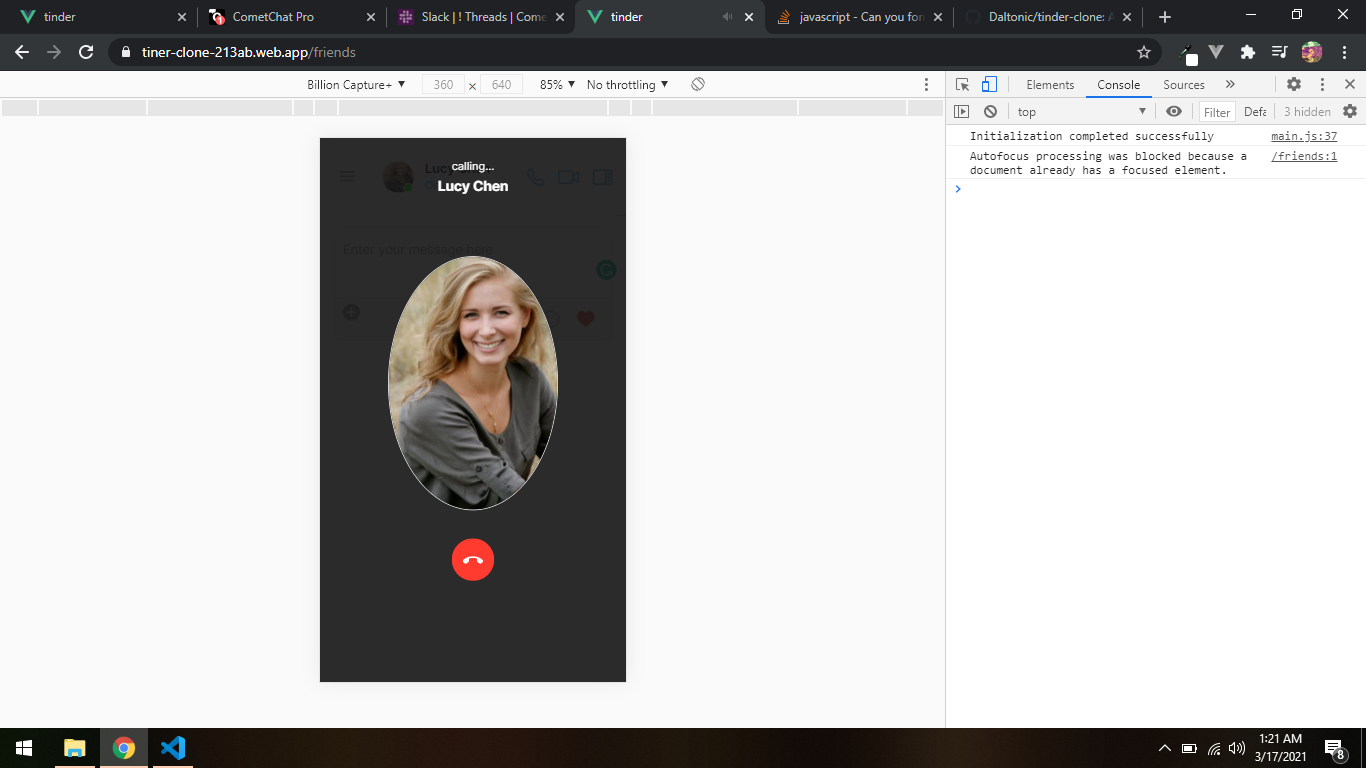 tinder
CometChat Pro
Slack | ! Threads | Come
tinder
javascript - Can you for
Daltonic/tinder-clone:
tiner-clone-213ab.web.app/friends
Billion Capture+ ▼ 360 x 640 85% ▼ No throttling ▼
Elements Console Sources »
top ▼ Filter Defa 3 hidden
Initialization completed successfully main.js:37
Autofocus processing was blocked because a /friends:1
document already has a focused element.
calling...
Lucy Chen
Enter your message here
1:21 AM
3/17/2021
8